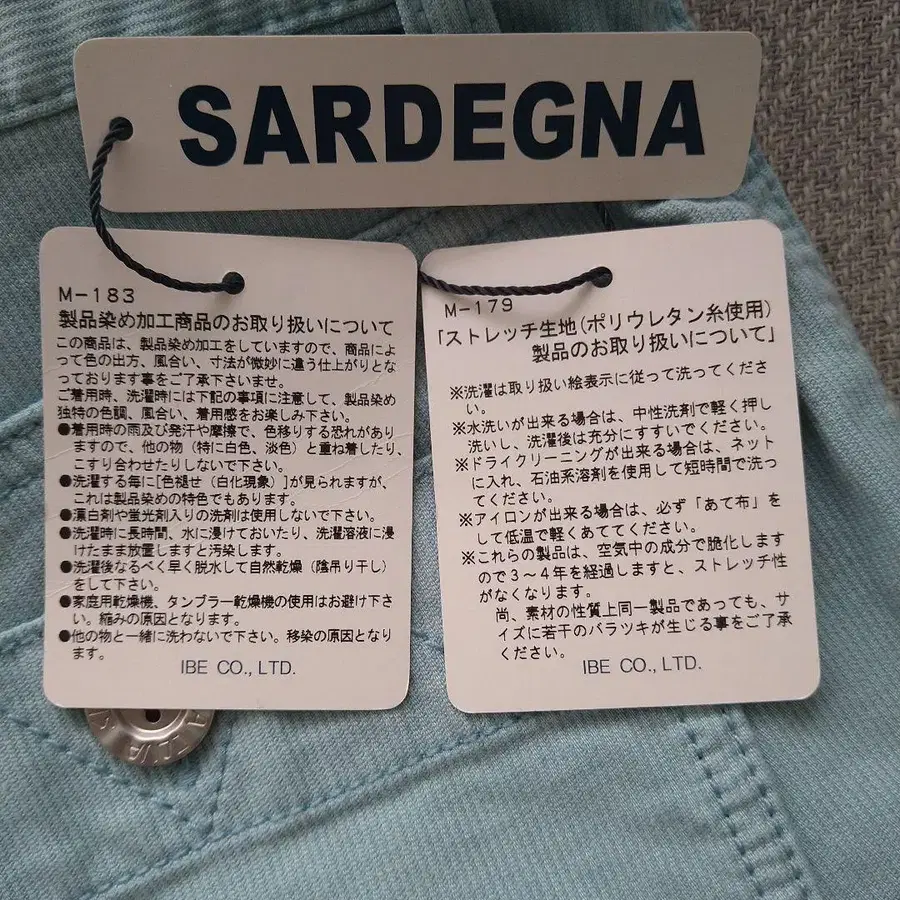 SARDEGNA
M-183
製品染め加工商品のお取り扱いについて
この商品は、製品染め加工をしていますので、商品によ
って色の出方、風合い、寸法が微妙に違う仕上がりとな
っております事をご了承下さいませ。
ご着用時、洗濯時には下記の事項に注意して、製品染め
独特の色調、風合い、着用感をお楽しみ下さい。
●着用時の雨及び発汗や摩擦で、色移りする恐れがあり
ますので、他の物（特に白色、淡色）と重ね着したり、
こすり合わせたりしないで下さい。
●洗濯する毎に[色褪せ（白化現象）]が見られますが、
これは製品染めの特色でもあります。
●漂白剤や蛍光剤入りの洗剤は使用しないで下さい。
●洗濯時に長時間、水に浸けておいたり、洗濯溶液に浸
けたまま放置しますと汚染します。
●洗濯後なるべく早く脱水して自然乾燥（陰吊り干し）
をして下さい。
●家庭用乾燥機、タンブラー乾燥機の使用はお避け下さ
い。縮みの原因となります。
●他の物と一緒に洗わないで下さい。移染の原因となり
ます。
IBE CO., LTD.
M-179
「ストレッチ生地(ポリウレタン糸使用)
製品のお取り扱いについて」
※洗濯は取り扱い絵表示に従って洗ってくださ
い。
※水洗いが出来る場合は、中性洗剤で軽く押し
洗いし、洗濯後は充分にすすいでください。
※ドライクリーニングが出来る場合は、ネット
に入れ、石油系溶剤を使用して短時間で洗っ
てください。
※アイロンが出来る場合は、必ず「あて布」を
して低温で軽くあててください。
※これらの製品は、空気中の成分で脆化します
ので３～４年を経過しますと、ストレッチ性
がなくなります。
尚、素材の性質上同一製品であっても、サ
イズに若干のバラツキが生じる事をご了承
ください。
IBE CO., LTD.